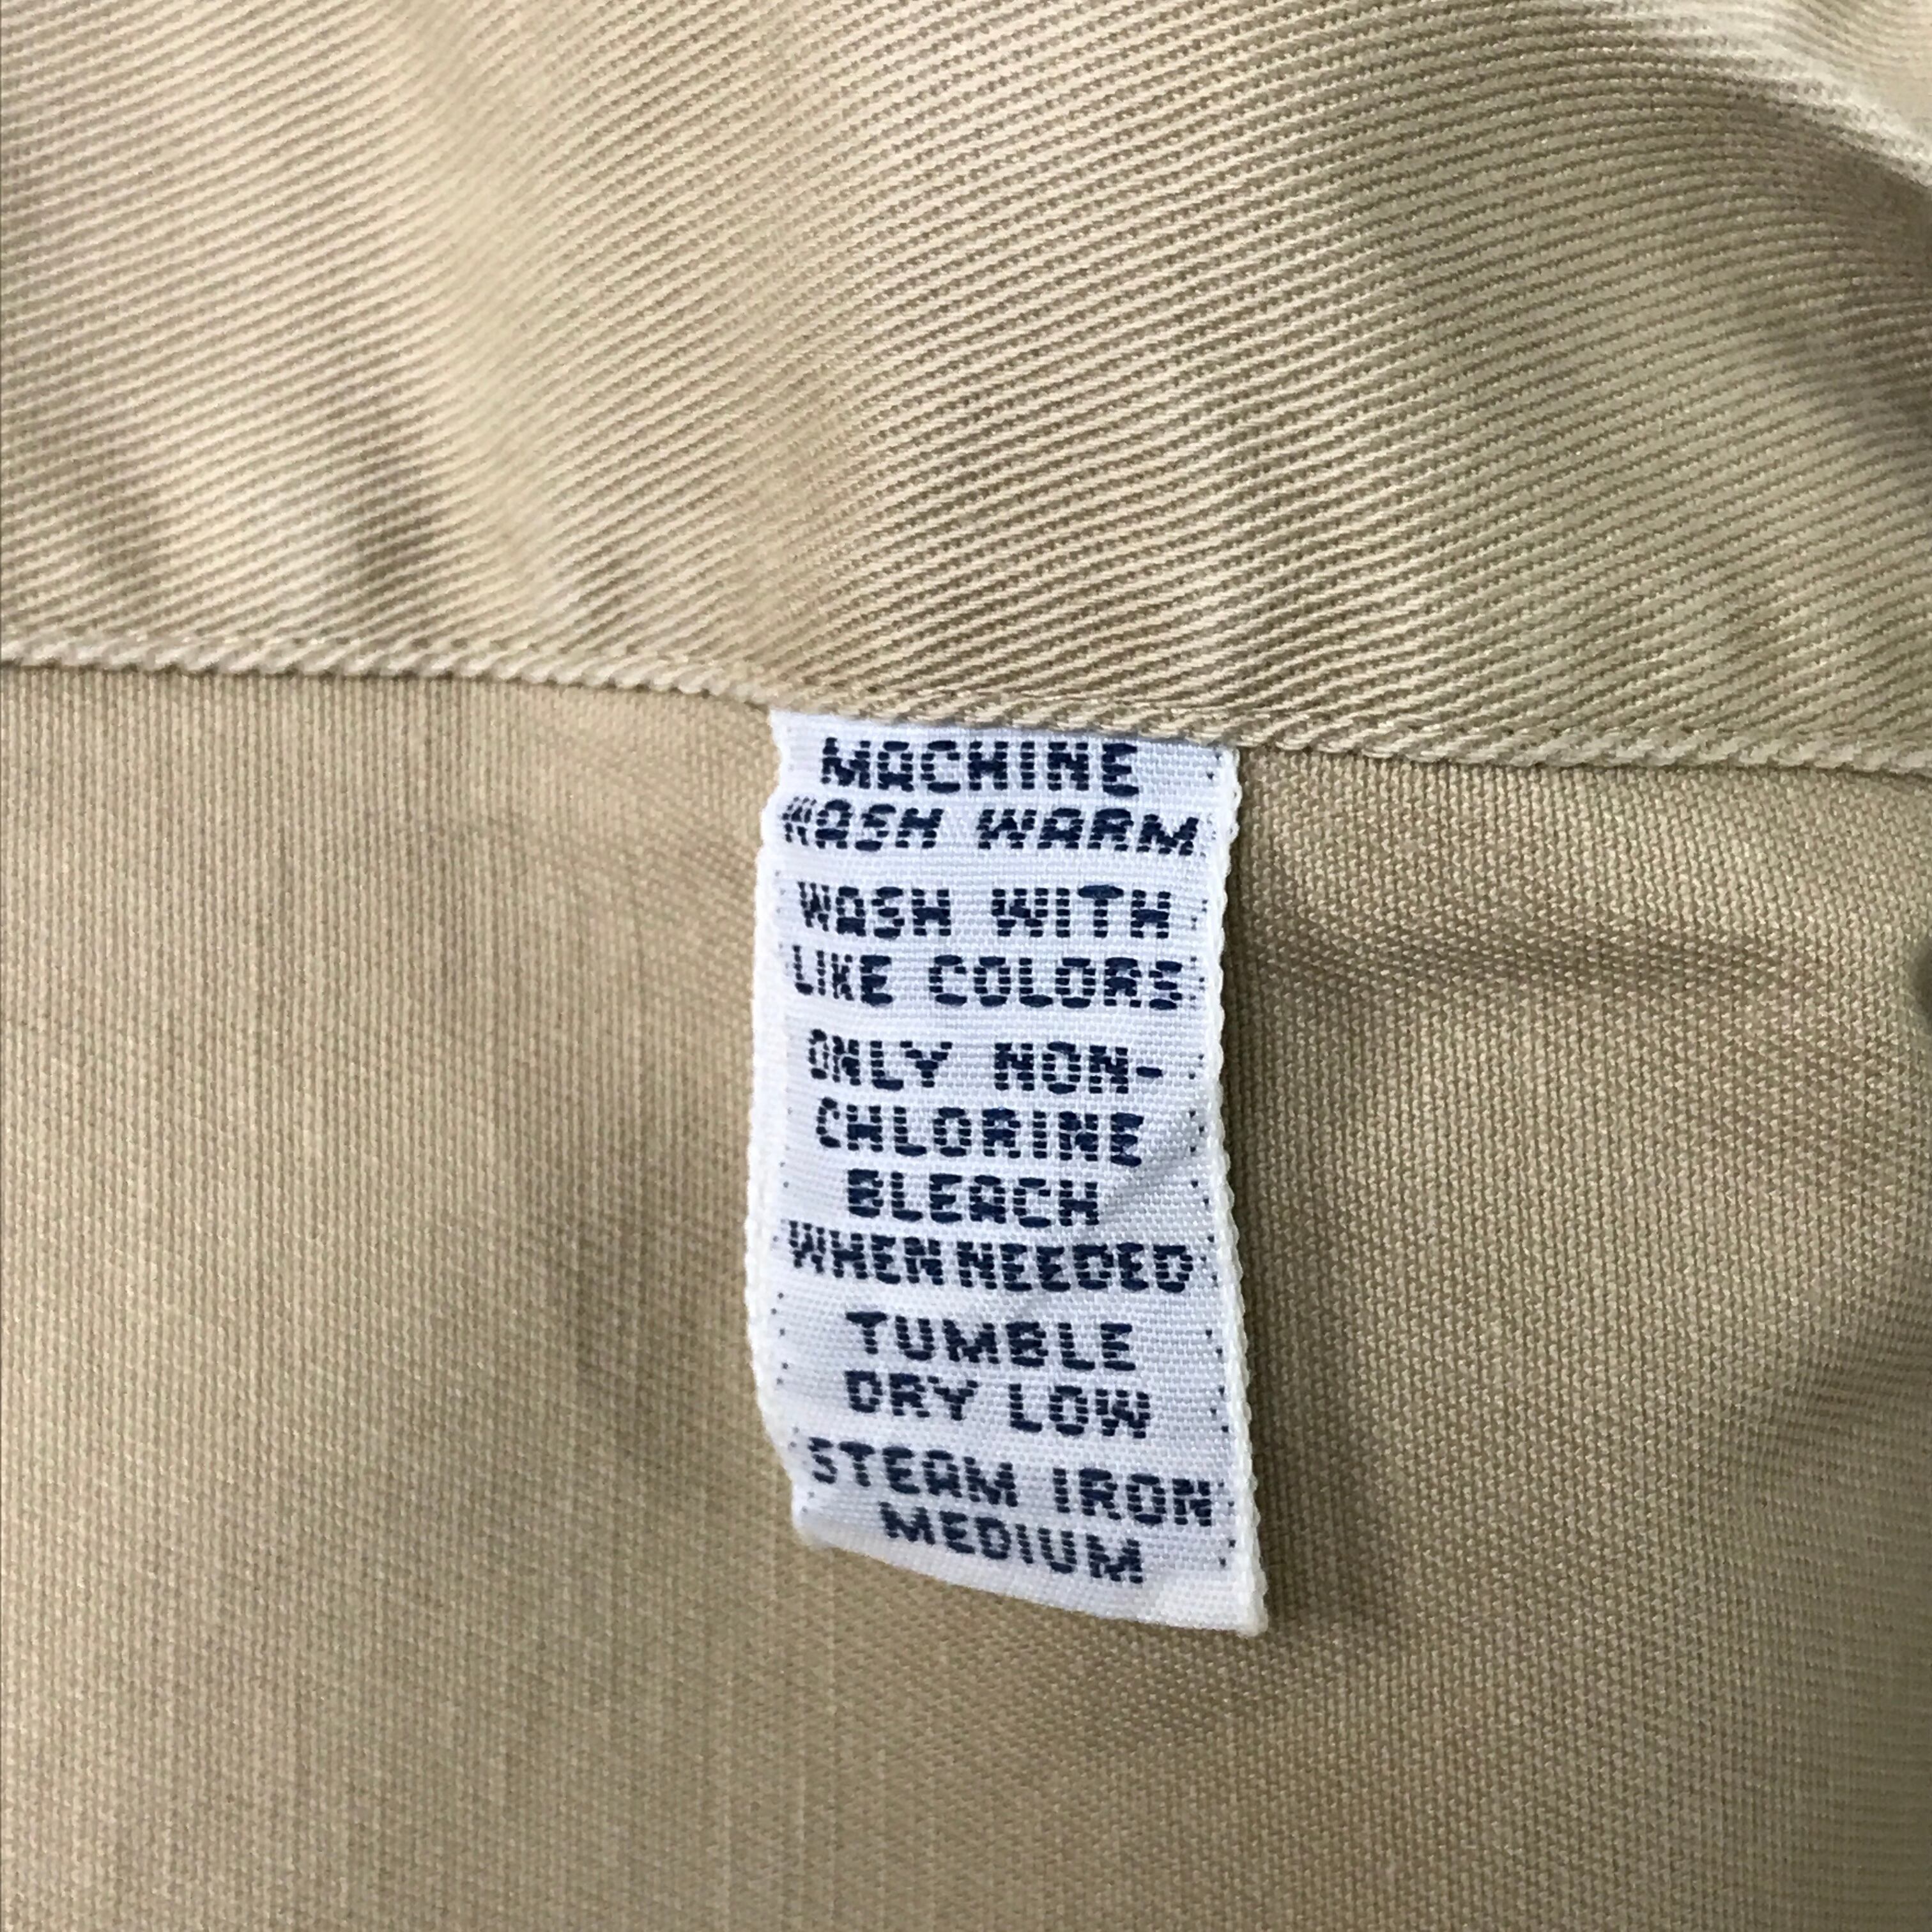 MACHINE
WASH WARM
WASH WITH
LIKE COLORS
ONLY NON-
CHLORINE
BLEACH
WHEN NEEDED
TUMBLE
DRY LOW
STEAM IRON
MEDIUM